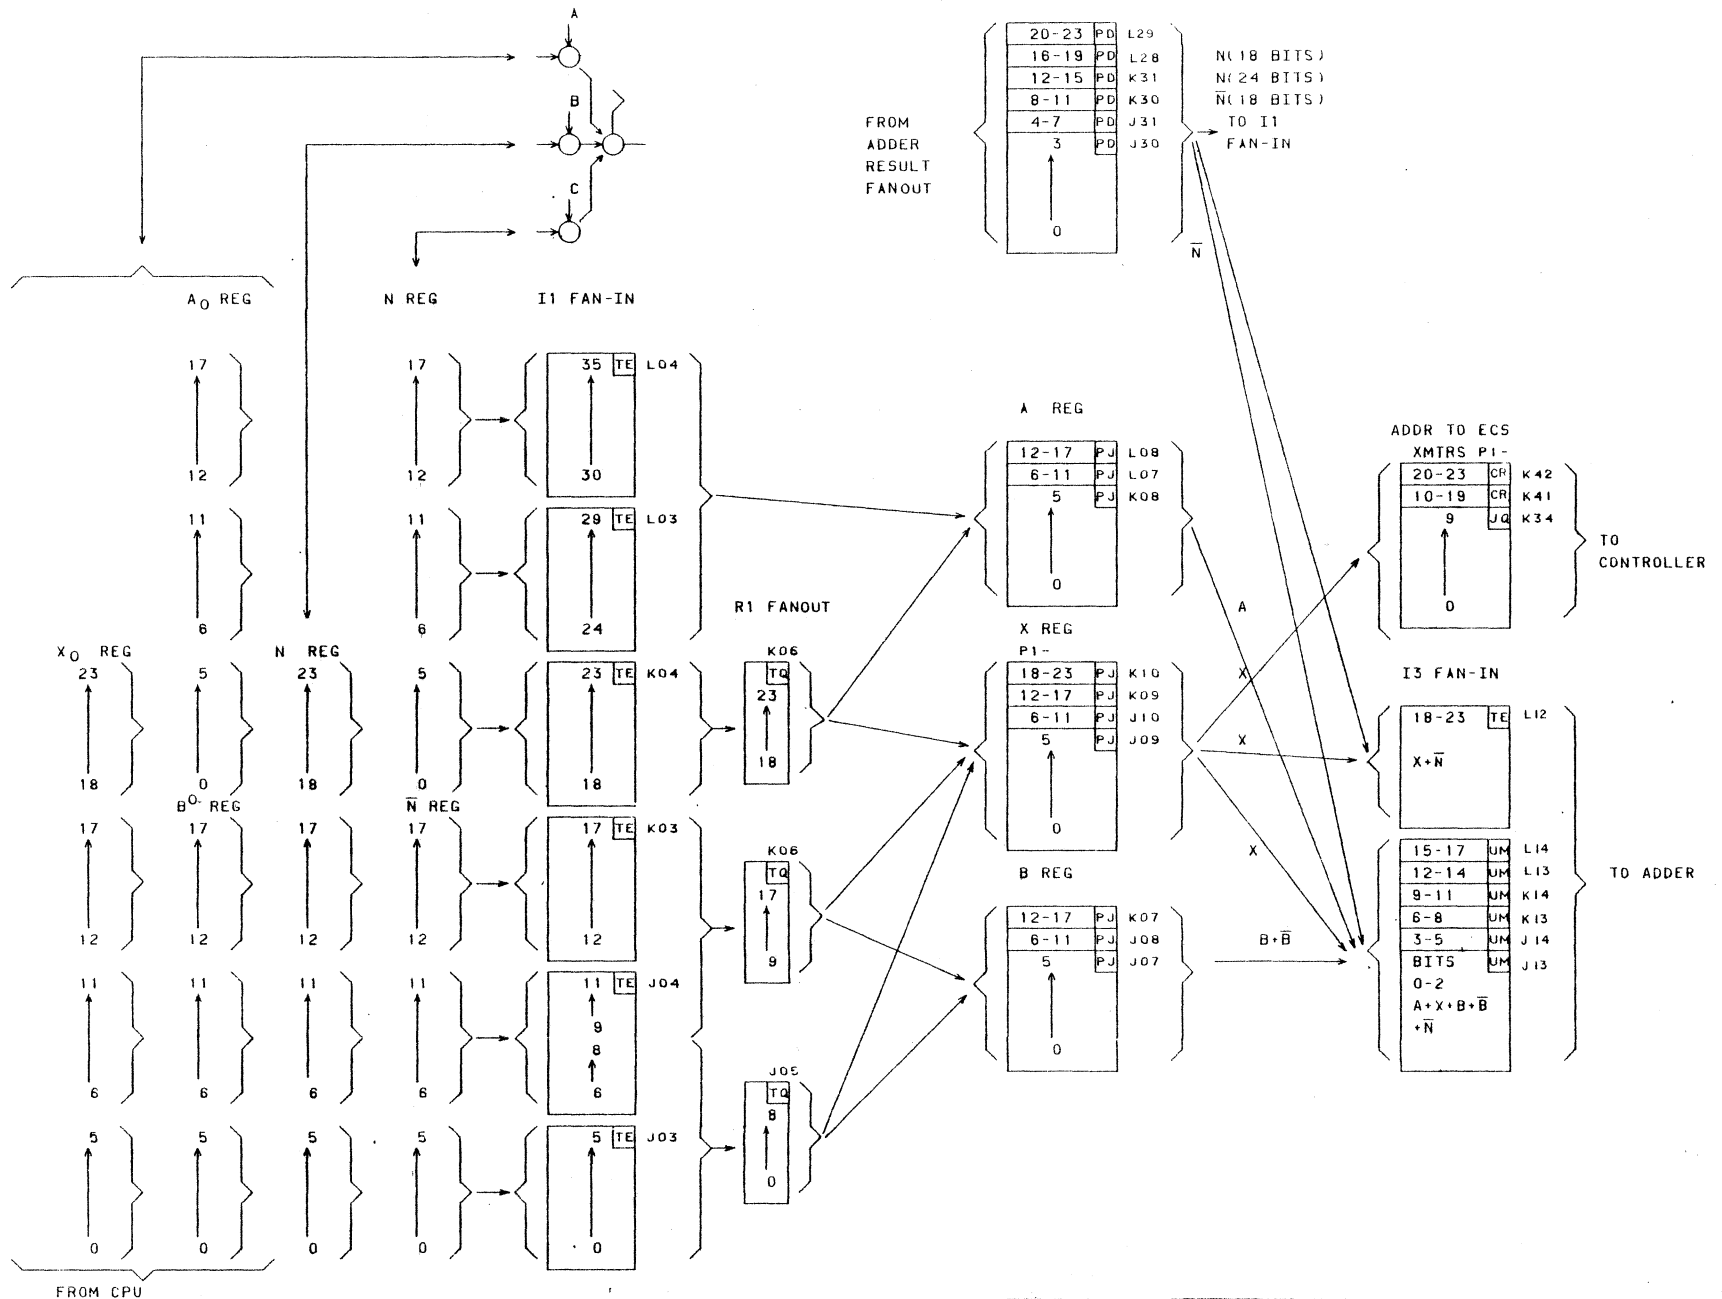 A
B
C
FROM
ADDER
RESULT
FANOUT
20-23 PD L29
16-19 PD L28
12-15 PD K31
8-11 PD K30
4-7 PD J31
3 PD J30
0
N(18 BITS)
N(24 BITS)
N̅(18 BITS)
TO I1
FAN-IN
N̅
A0 REG
N REG
I1 FAN-IN
17
12
17
12
35 TE L04
30
11
6
11
6
29 TE L03
24
X0 REG
N REG
23
18
5
0
23
18
5
0
23 TE K04
18
B0 REG
N̅ REG
17
12
17
12
17
12
17
12
17 TE K03
12
11
6
11
6
11
6
11
6
11 TE J04
9
8
6
5
0
5
0
5
0
5
0
5 TE J03
0
FROM CPU
R1 FANOUT
K06
TQ
23
18
K06
TQ
17
9
J05
TQ
8
0
A REG
12-17 PJ L08
6-11 PJ L07
5 PJ K08
0
X REG
P1-
18-23 PJ K10
12-17 PJ K09
6-11 PJ J10
5 PJ J09
0
B REG
12-17 PJ K07
6-11 PJ J08
5 PJ J07
0
A
X
X
X
B+B̅
ADDR TO ECS
XMTRS P1-
20-23 CR K42
10-19 CR K41
9 JQ K34
0
TO
CONTROLLER
I3 FAN-IN
18-23 TE L12
X+N̅
15-17 UM L14
12-14 UM L13
9-11 UM K14
6-8 UM K13
3-5 UM J14
BITS UM J13
0-2
A+X+B+B̅
+N̅
TO ADDER